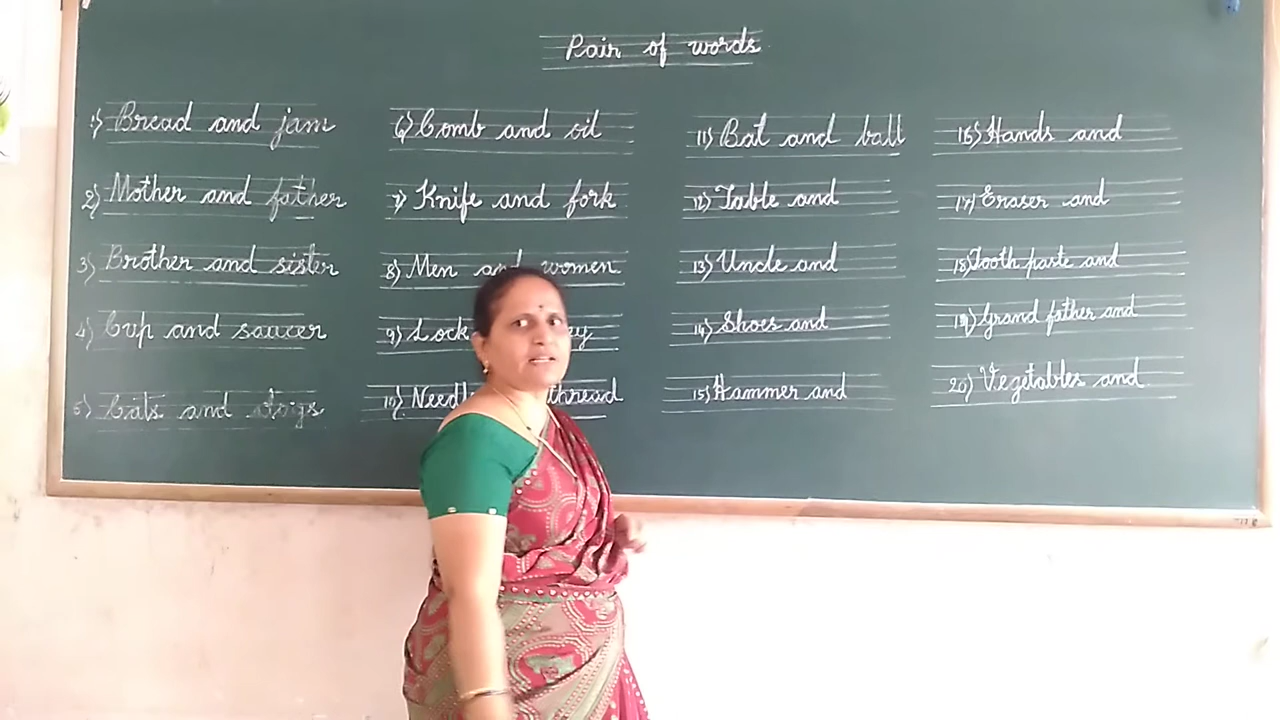 Pair of words
1) Bread and jam
2) Mother and father
3) Brother and sister
4) Cup and saucer
5) Cats and dogs
6) Comb and oil
7) Knife and fork
8) Men and women
9) Lock
10) thread
11) Bat and ball
12) Table and
13) Uncle and
14) Shoes and
15) Hammer and
16) Hands and
17) Eraser and
18) Tooth paste and
19) Grand father and
20) Vegetables and